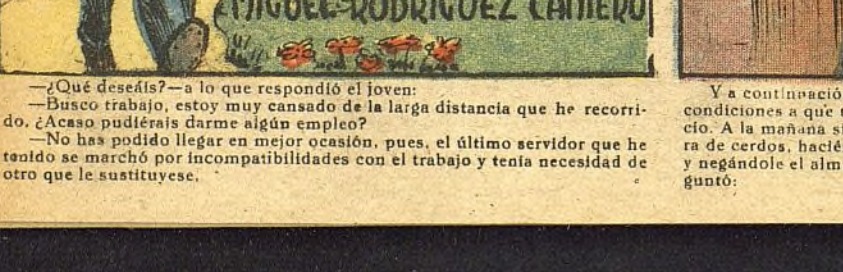 MIGUEL-RODRIGUEZ
—¿Qué deseáis?—a lo que respondió el joven:
—Busco trabajo, estoy muy cansado de la larga distancia que he recorri-
do. ¿Acaso pudiérais darme algún empleo?
—No has podido llegar en mejor ocasión, pues, el último servidor que he
tenido se marchó por incompatibilidades con el trabajo y tenía necesidad de
otro que le sustituyese.
Y a continuació
condiciones a que
cio. A la mañana si
ra de cerdos, hacié
y negándole el alm
guntó: